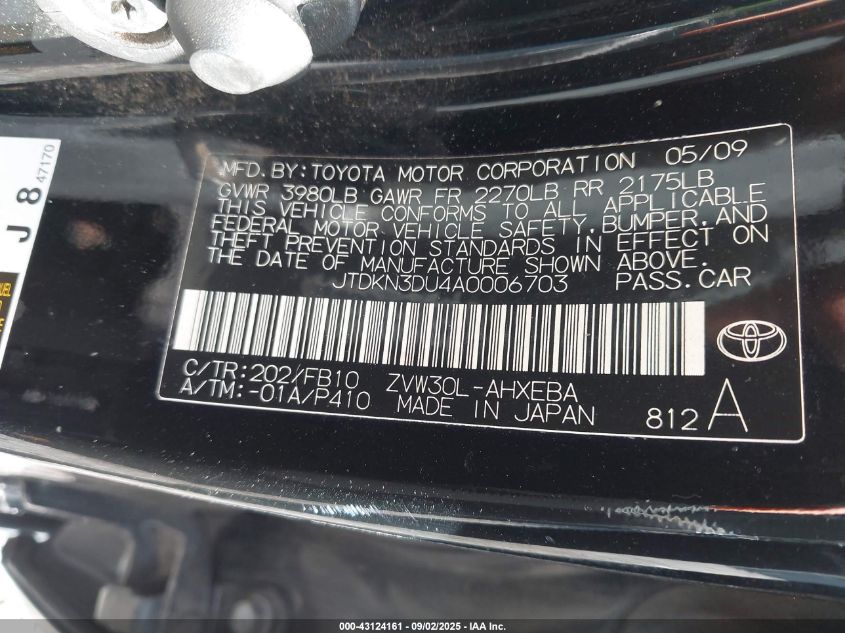 MFD.BY:TOYOTA MOTOR CORPORATION 05/09
GVWR 3980LB GAWR FR 2270LB RR 2175LB
THIS VEHICLE CONFORMS TO ALL APPLICABLE
FEDERAL MOTOR VEHICLE SAFETY,BUMPER,AND
THEFT PREVENTION STANDARDS IN EFFECT ON
THE DATE OF MANUFACTURE SHOWN ABOVE.
JTDKN3DU4A0006703 PASS.CAR
C/TR:202/FB10 ZVW30L-AHXEBA
A/TM:-01A/P410 MADE IN JAPAN 812A
J 8
47170
000-43124161 - 09/02/2025 - IAA Inc.